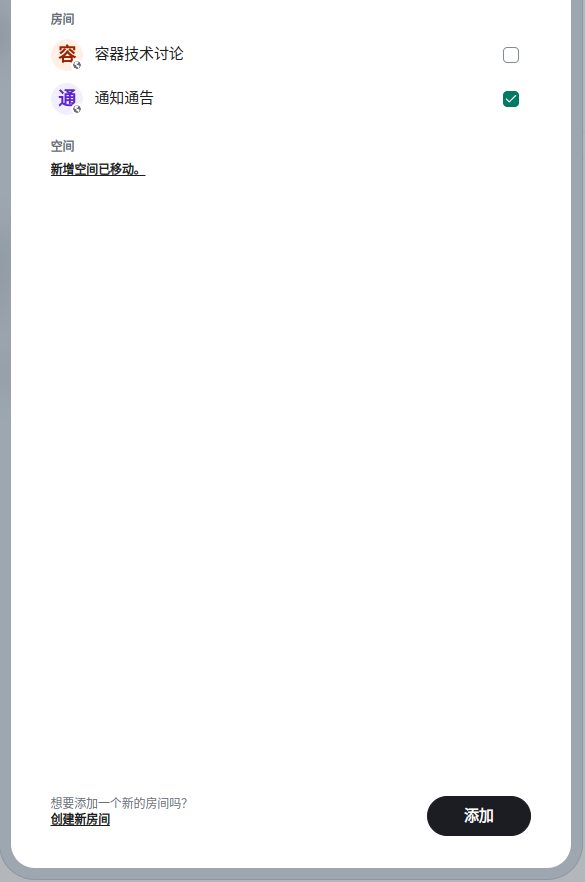 房间
容
容器技术讨论
通
通知通告
空间
新增空间已移动。
想要添加一个新的房间吗？
创建新房间
添加